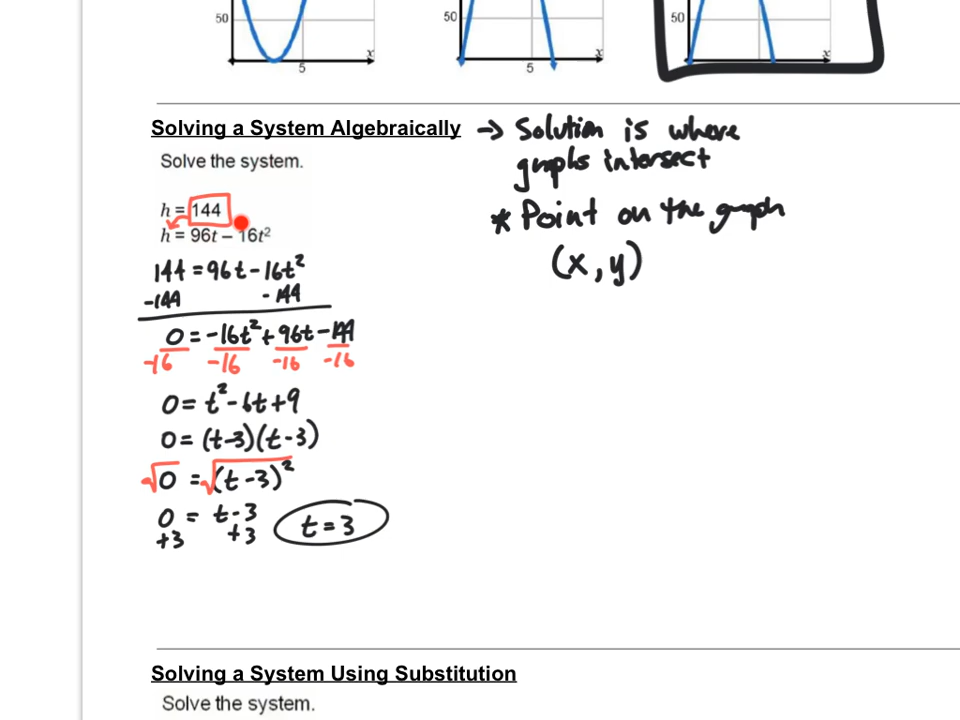 50
50
50
x
x
x
5
5
Solving a System Algebraically → Solution is where
graphs intersect
Solve the system.
* Point on the graph
(x, y)
h = 144
h = 96t – 16t²
144 = 96t - 16t²
-144 - 144
0 = -16t² + 96t - 144
-16 -16 -16 -16
0 = t² - 6t + 9
0 = (t-3)(t-3)
√0 = √(t-3)²
0 = t-3
+3 +3
t = 3
Solving a System Using Substitution
Solve the system.